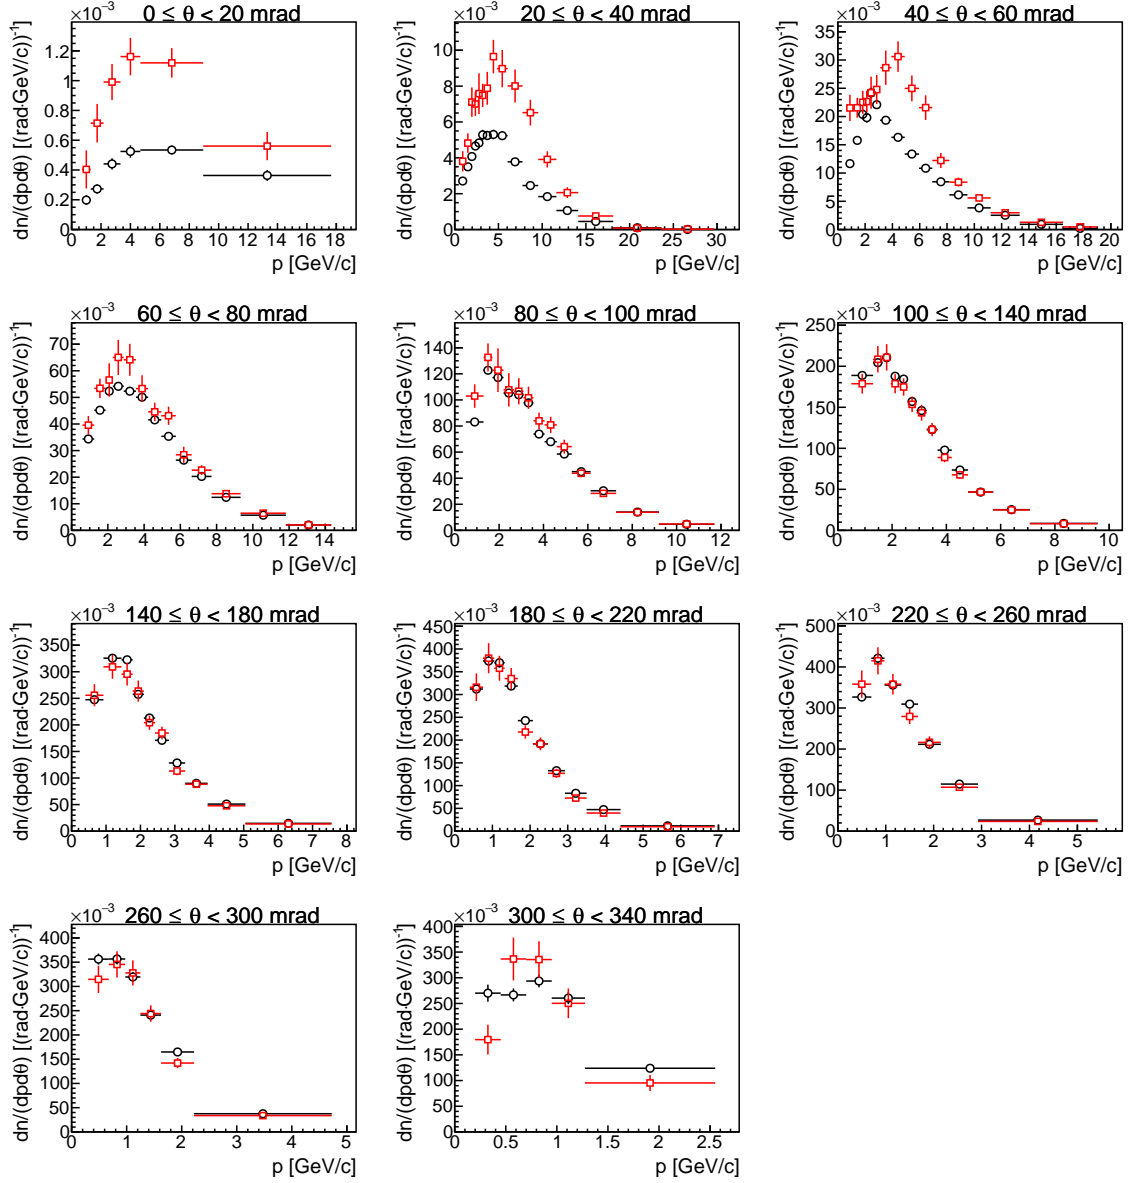 ×10⁻³ 0 ≤ θ < 20 mrad
dn/(dpdθ) [(rad·GeV/c)⁻¹]
1.2
1
0.8
0.6
0.4
0.2
0
0 2 4 6 8 10 12 14 16 18
p [GeV/c]
×10⁻³ 20 ≤ θ < 40 mrad
dn/(dpdθ) [(rad·GeV/c))⁻¹]
10
8
6
4
2
0
0 5 10 15 20 25 30
p [GeV/c]
×10⁻³ 40 ≤ θ < 60 mrad
dn/(dpdθ) [(rad·GeV/c))⁻¹]
35
30
25
20
15
10
5
0
0 2 4 6 8 10 12 14 16 18 20
p [GeV/c]
×10⁻³ 60 ≤ θ < 80 mrad
dn/(dpdθ) [(rad·GeV/c))⁻¹]
70
60
50
40
30
20
10
0
0 2 4 6 8 10 12 14
p [GeV/c]
×10⁻³ 80 ≤ θ < 100 mrad
dn/(dpdθ) [(rad·GeV/c))⁻¹]
140
120
100
80
60
40
20
0
0 2 4 6 8 10
p [GeV/c]
×10⁻³ 100 ≤ θ < 140 mrad
dn/(dpdθ) [(rad·GeV/c))⁻¹]
250
200
150
100
50
0
0 2 4 6 8 10
p [GeV/c]
×10⁻³ 140 ≤ θ < 180 mrad
dn/(dpdθ) [(rad·GeV/c))⁻¹]
350
300
250
200
150
100
50
0
0 1 2 3 4 5 6 7 8
p [GeV/c]
×10⁻³ 180 ≤ θ < 220 mrad
dn/(dpdθ) [(rad·GeV/c))⁻¹]
450
400
350
300
250
200
150
100
50
0
0 1 2 3 4 5 6 7
p [GeV/c]
×10⁻³ 220 ≤ θ < 260 mrad
dn/(dpdθ) [(rad·GeV/c))⁻¹]
500
400
300
200
100
0
0 1 2 3 4 5
p [GeV/c]
×10⁻³ 260 ≤ θ < 300 mrad
dn/(dpdθ) [(rad·GeV/c))⁻¹]
400
350
300
250
200
150
100
50
0
0 1 2 3 4 5
p [GeV/c]
×10⁻³ 300 ≤ θ < 340 mrad
dn/(dpdθ) [(rad·GeV/c))⁻¹]
400
350
300
250
200
150
100
50
0
0 0.5 1 1.5 2 2.5
p [GeV/c]